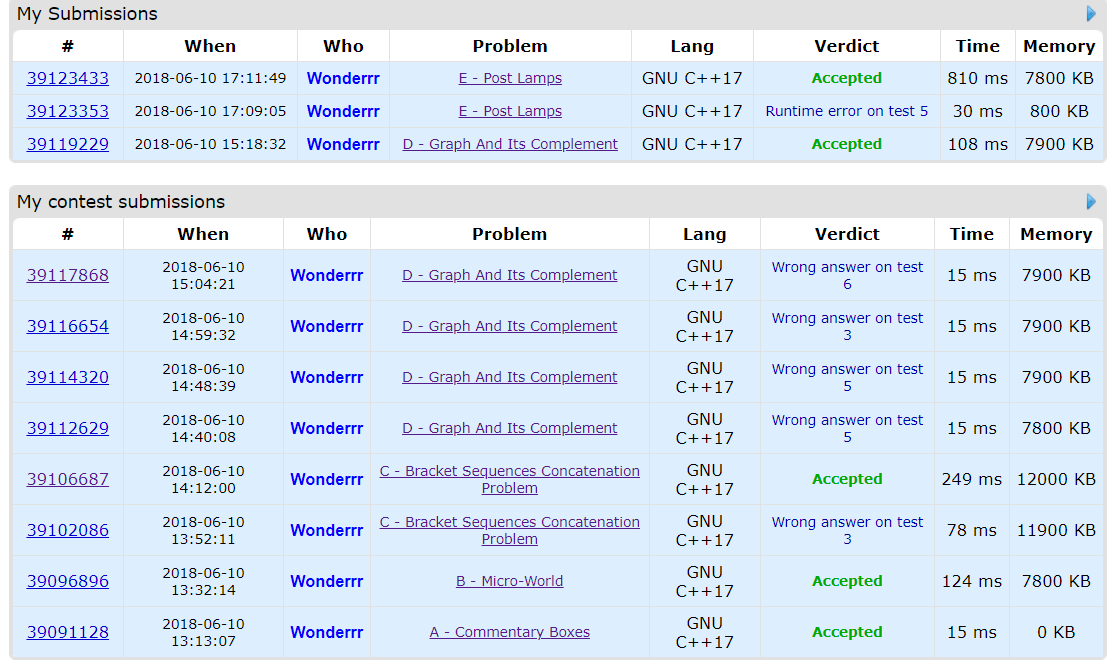 My Submissions
# When Who Problem Lang Verdict Time Memory
39123433 2018-06-10 17:11:49 Wonderrr E - Post Lamps GNU C++17 Accepted 810 ms 7800 KB
39123353 2018-06-10 17:09:05 Wonderrr E - Post Lamps GNU C++17 Runtime error on test 5 30 ms 800 KB
39119229 2018-06-10 15:18:32 Wonderrr D - Graph And Its Complement GNU C++17 Accepted 108 ms 7900 KB
My contest submissions
# When Who Problem Lang Verdict Time Memory
39117868 2018-06-10 15:04:21 Wonderrr D - Graph And Its Complement GNU C++17 Wrong answer on test 6 15 ms 7900 KB
39116654 2018-06-10 14:59:32 Wonderrr D - Graph And Its Complement GNU C++17 Wrong answer on test 3 15 ms 7900 KB
39114320 2018-06-10 14:48:39 Wonderrr D - Graph And Its Complement GNU C++17 Wrong answer on test 5 15 ms 7900 KB
39112629 2018-06-10 14:40:08 Wonderrr D - Graph And Its Complement GNU C++17 Wrong answer on test 5 15 ms 7800 KB
39106687 2018-06-10 14:12:00 Wonderrr C - Bracket Sequences Concatenation Problem GNU C++17 Accepted 249 ms 12000 KB
39102086 2018-06-10 13:52:11 Wonderrr C - Bracket Sequences Concatenation Problem GNU C++17 Wrong answer on test 3 78 ms 11900 KB
39096896 2018-06-10 13:32:14 Wonderrr B - Micro-World GNU C++17 Accepted 124 ms 7800 KB
39091128 2018-06-10 13:13:07 Wonderrr A - Commentary Boxes GNU C++17 Accepted 15 ms 0 KB